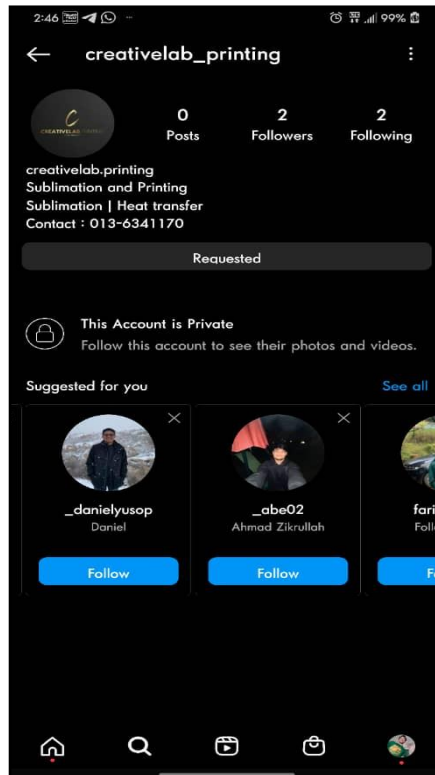 2:46
99%
creativelab_printing
0
2
2
Posts
Followers
Following
creativelab.printing
Sublimation and Printing
Sublimation | Heat transfer
Contact : 013-6341170
Requested
This Account is Private
Follow this account to see their photos and videos.
Suggested for you
See all
_danielyusop
_abe02
fari
Daniel
Ahmad Zikrullah
Foll
Follow
Follow
F